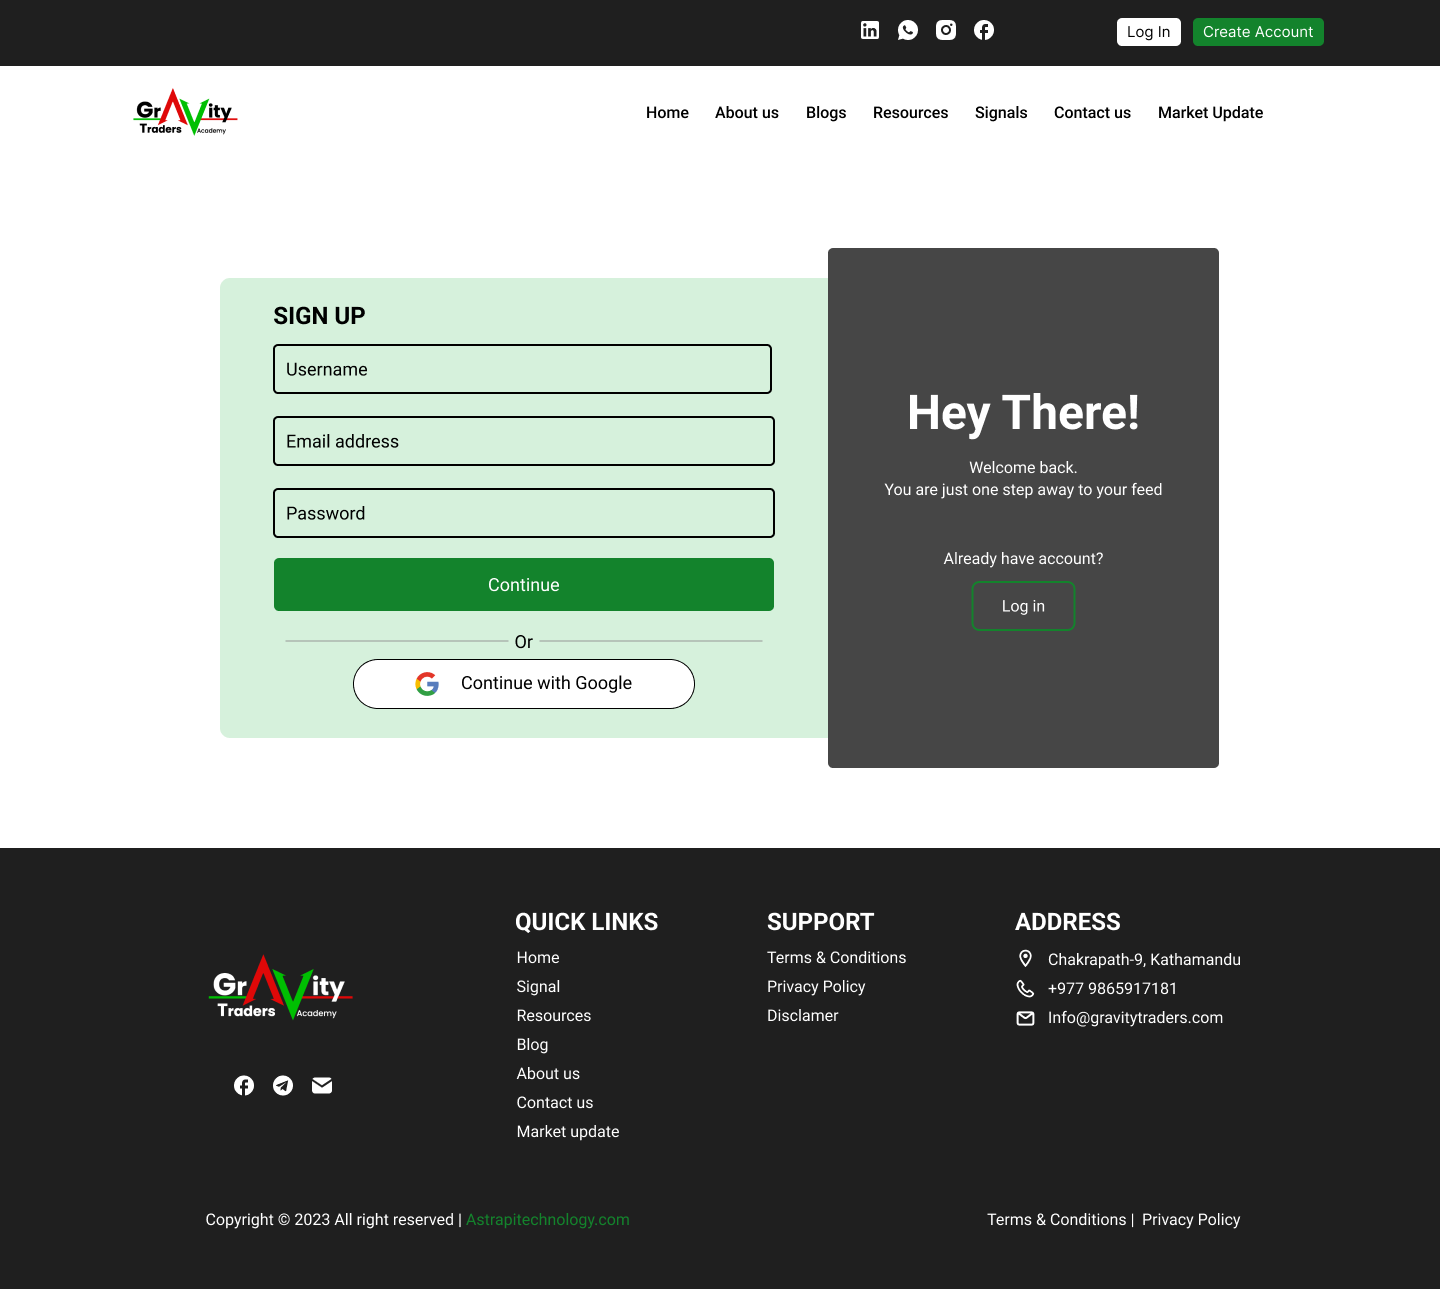 Log In
Create Account
GrAVity
Traders Academy
Home About us Blogs Resources Signals Contact us Market Update
SIGN UP
Username
Email address
Password
Continue
Or
Continue with Google
Hey There!
Welcome back.
You are just one step away to your feed
Already have account?
Log in
GrAVity
Traders Academy
QUICK LINKS
Home
Signal
Resources
Blog
About us
Contact us
Market update
SUPPORT
Terms & Conditions
Privacy Policy
Disclamer
ADDRESS
Chakrapath-9, Kathamandu
+977 9865917181
Info@gravitytraders.com
Copyright © 2023 All right reserved | Astrapitechnology.com
Terms & Conditions | Privacy Policy